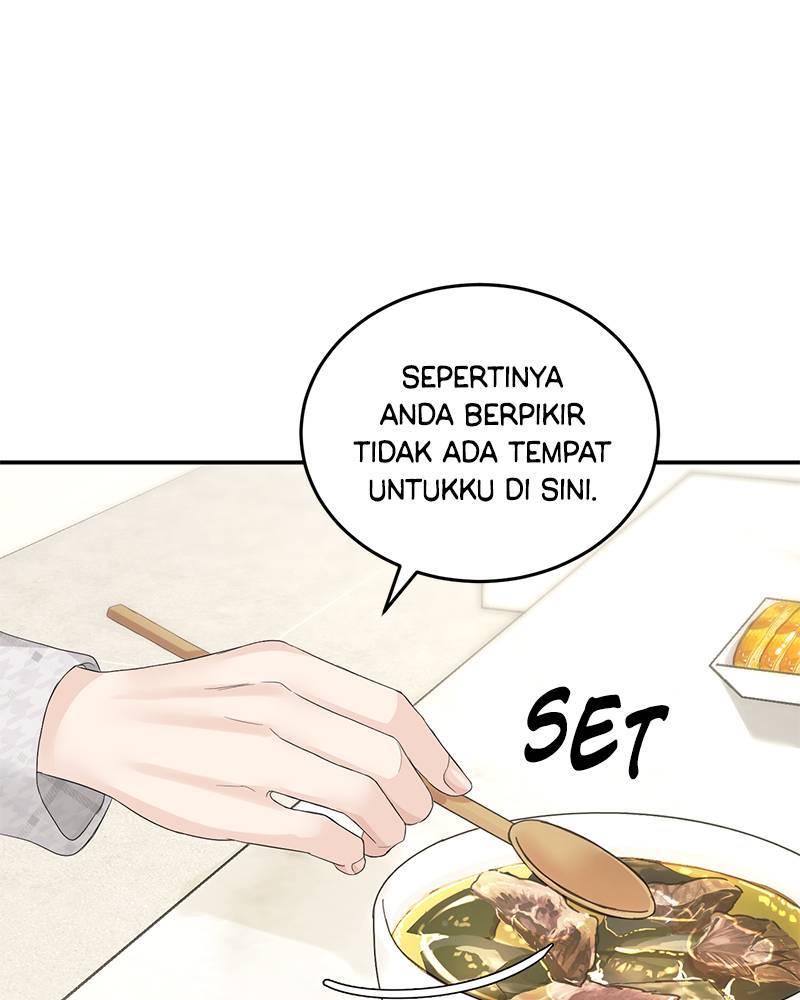 SEPERTINYA
ANDA BERPIKIR
TIDAK ADA TEMPAT
UNTUKKU DI SINI.
SET